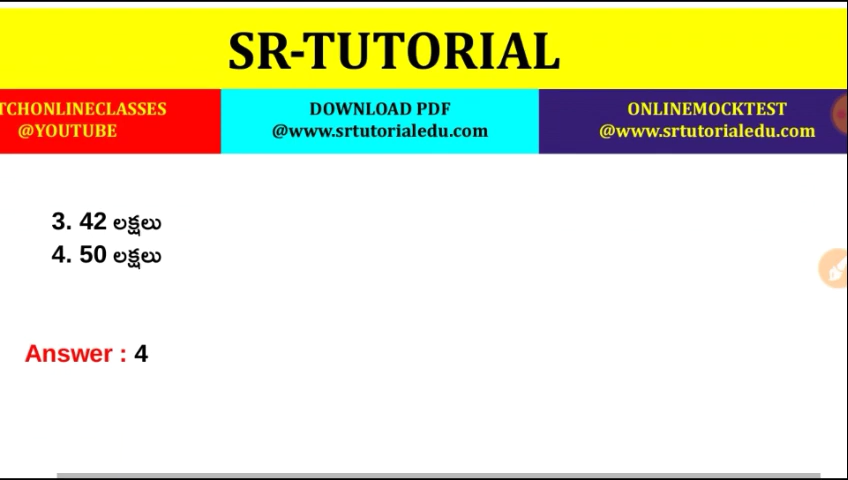 SR-TUTORIAL
TCHONLINECLASSES
@YOUTUBE
DOWNLOAD PDF
@www.srtutorialedu.com
ONLINEMOCKTEST
@www.srtutorialedu.com
3. 42 లక్షలు
4. 50 లక్షలు
Answer : 4